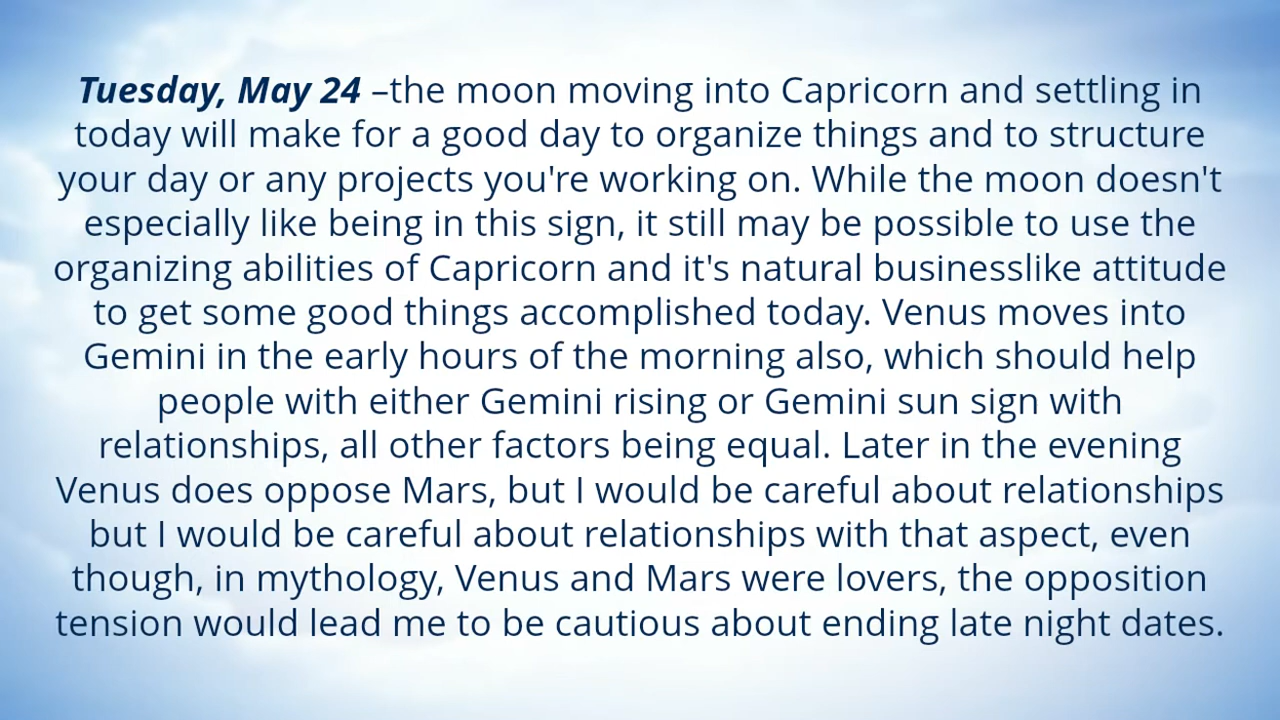 Tuesday, May 24 –the moon moving into Capricorn and settling in
today will make for a good day to organize things and to structure
your day or any projects you're working on. While the moon doesn't
especially like being in this sign, it still may be possible to use the
organizing abilities of Capricorn and it's natural businesslike attitude
to get some good things accomplished today. Venus moves into
Gemini in the early hours of the morning also, which should help
people with either Gemini rising or Gemini sun sign with
relationships, all other factors being equal. Later in the evening
Venus does oppose Mars, but I would be careful about relationships
but I would be careful about relationships with that aspect, even
though, in mythology, Venus and Mars were lovers, the opposition
tension would lead me to be cautious about ending late night dates.